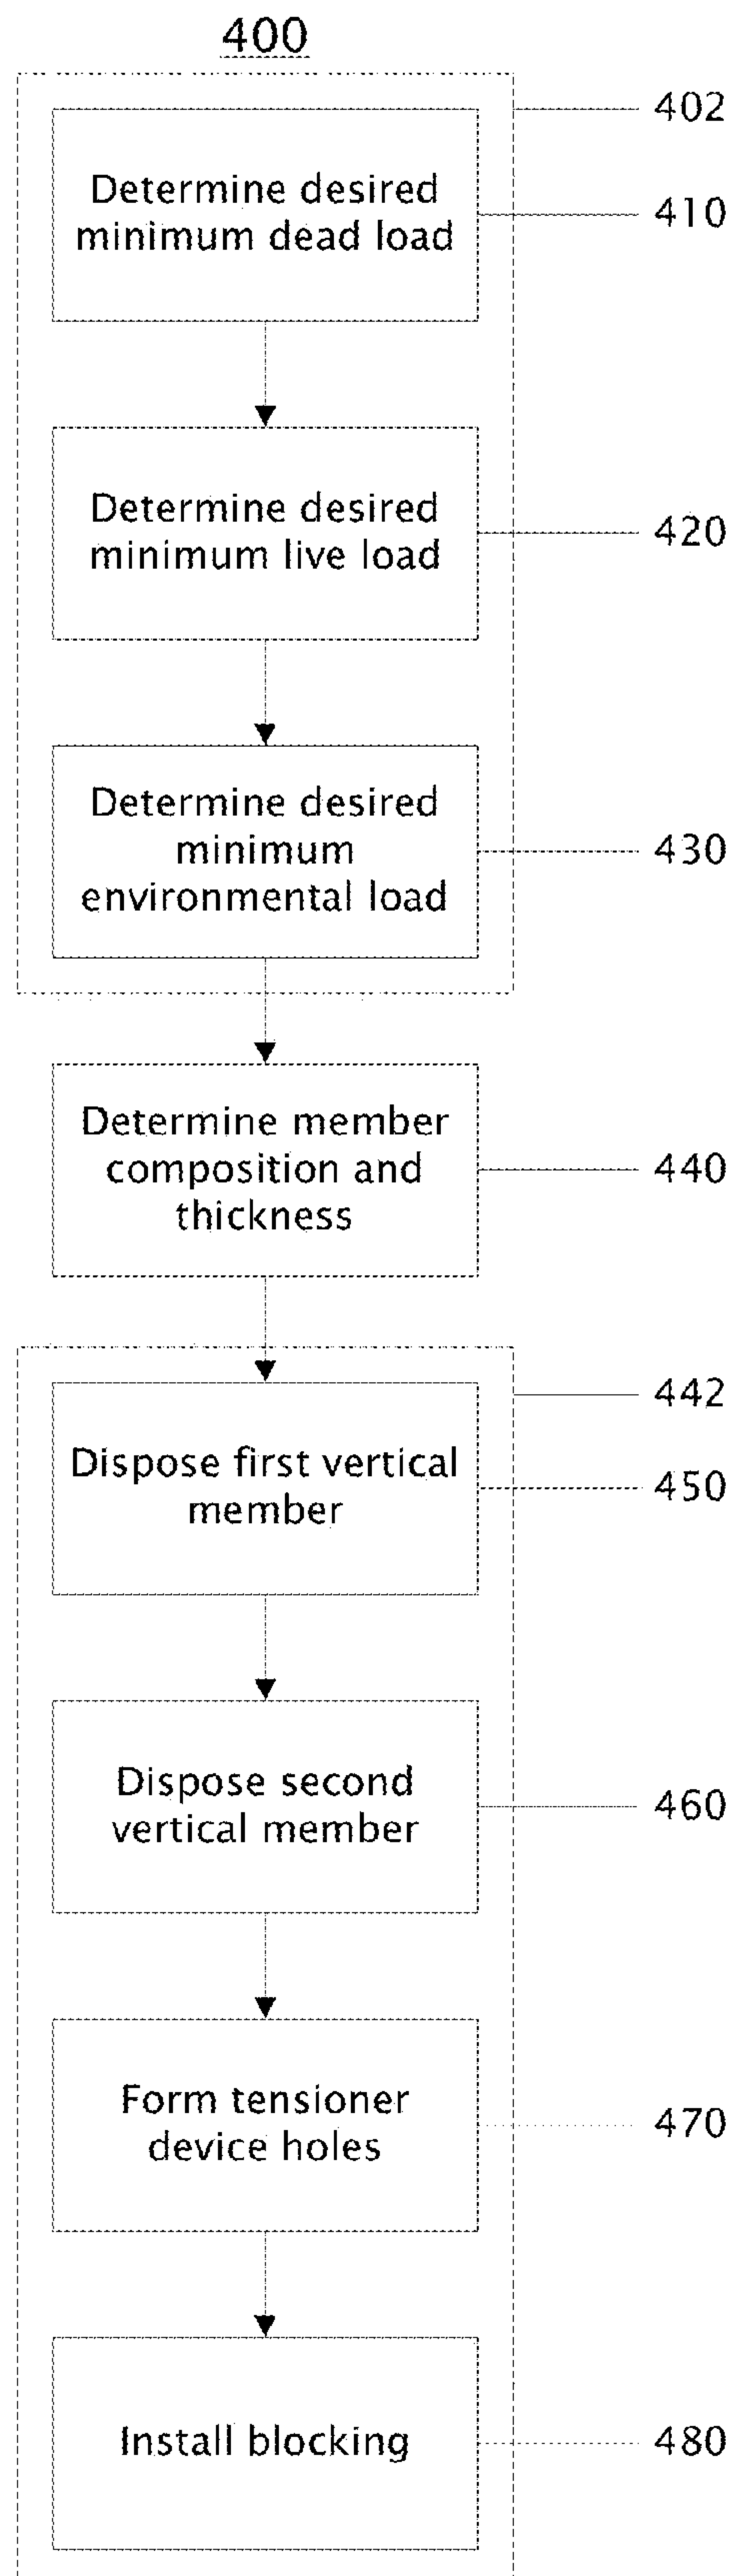 400
402
Determine desired
minimum dead load
410
Determine desired
minimum live load
420
Determine desired
minimum
environmental load
430
Determine member
composition and
thickness
440
442
Dispose first vertical
member
450
Dispose second
vertical member
460
Form tensioner
device holes
470
Install blocking
480